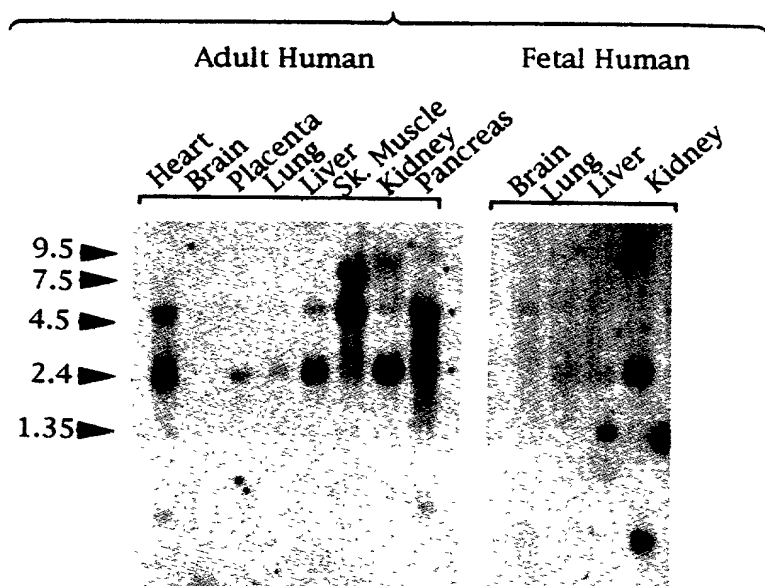 Adult Human Fetal Human
Heart Brain Placenta Lung Liver Sk. Muscle Kidney Pancreas Brain Lung Liver Kidney
9.5
7.5
4.5
2.4
1.35